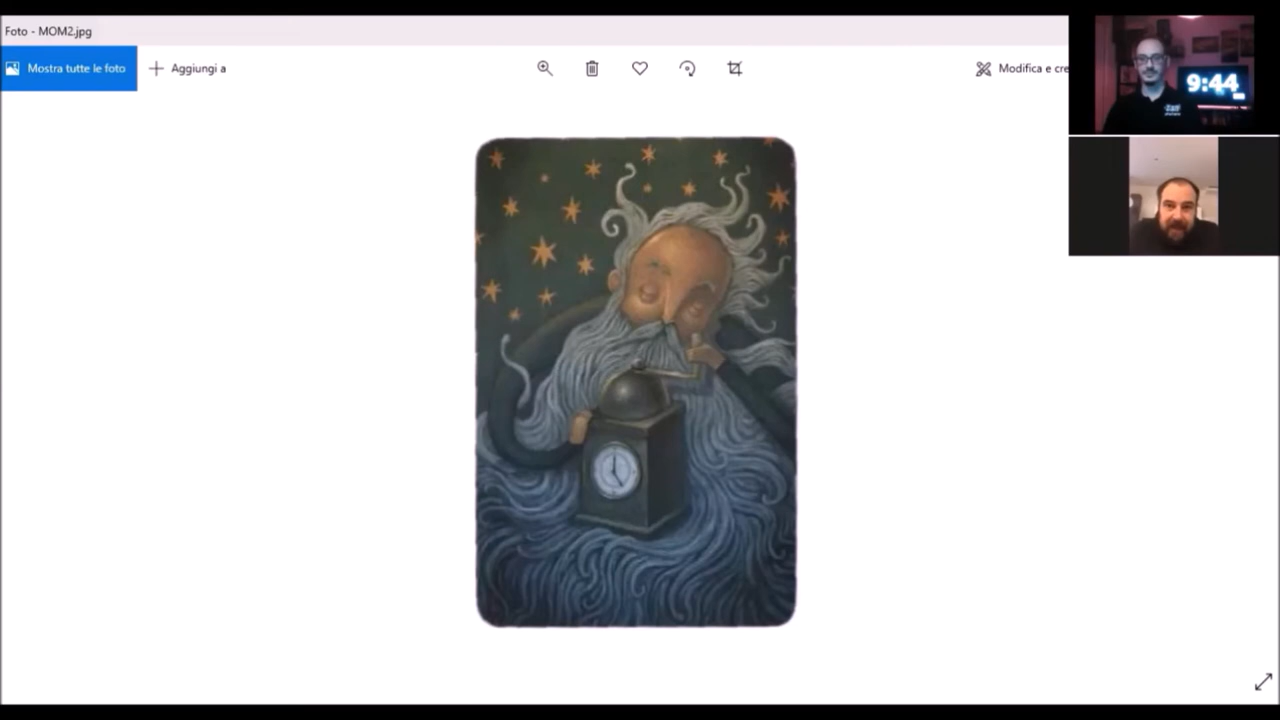 Foto - MOM2.jpg
Mostra tutte le foto
Aggiungi a
Modifica e cre
9:44